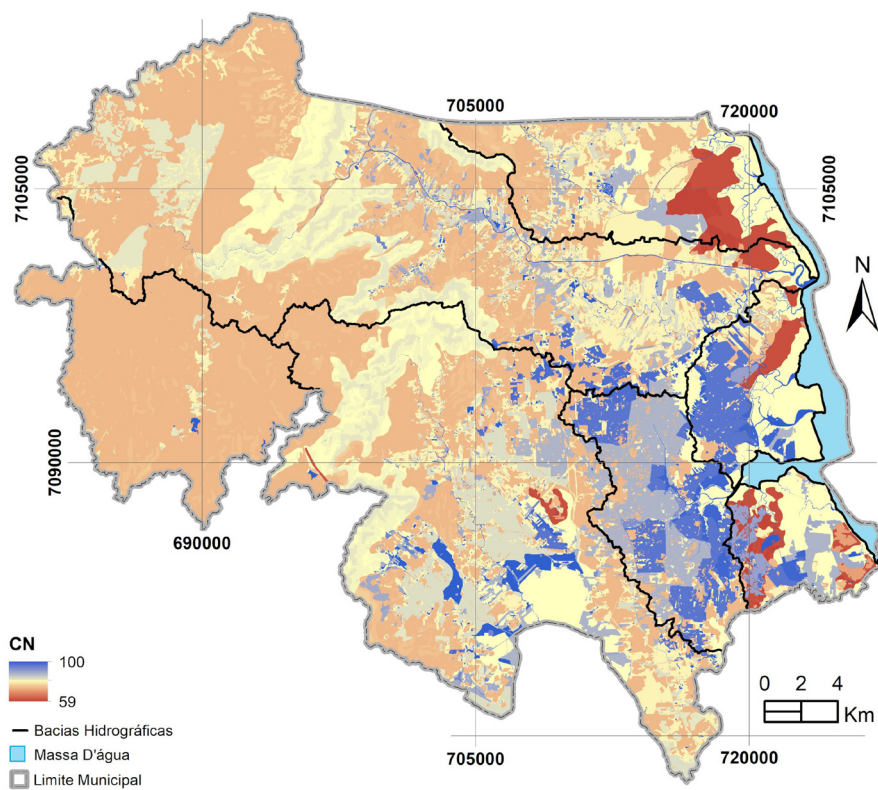 705000
720000
7105000
7105000
N
7090000
7090000
690000
CN
100
59
Bacias Hidrográficas
Massa D'água
Limite Municipal
0 2 4
Km
705000
720000